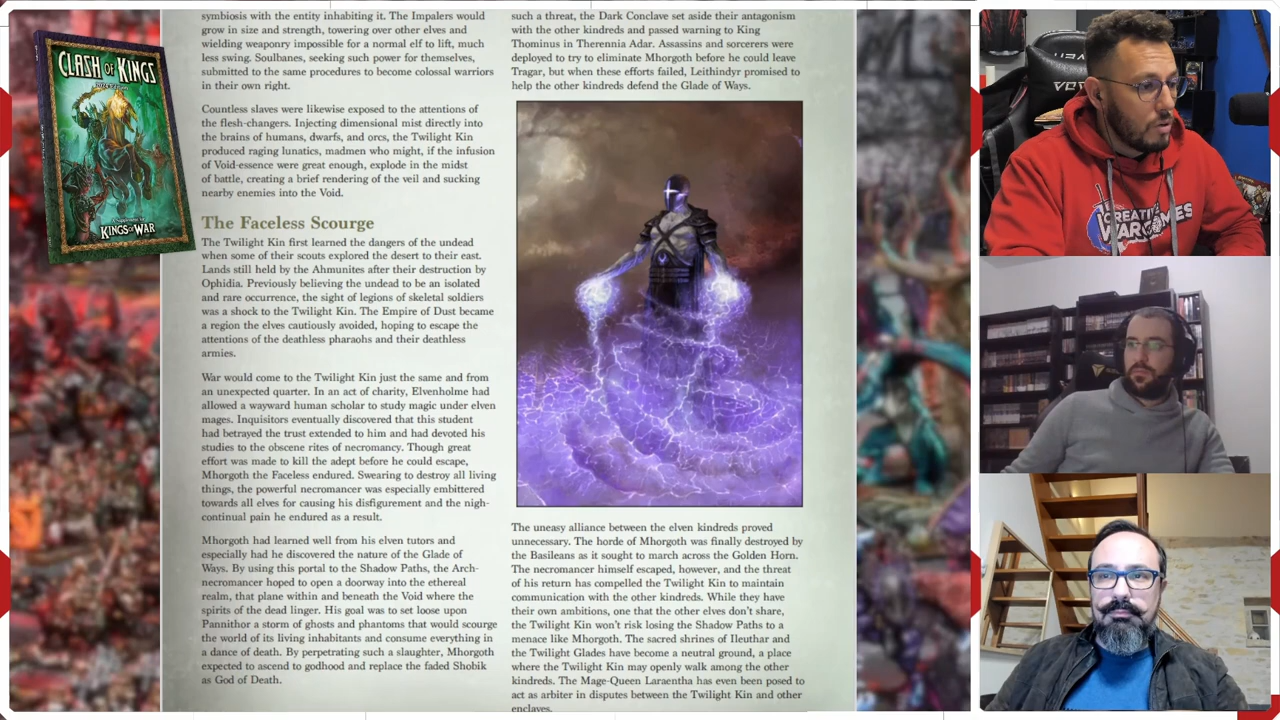 CLASH OF KINGS
A Supplement for
KINGS OF WAR
symbiosis with the entity inhabiting it. The Impalers would
grow in size and strength, towering over other elves and
wielding weaponry impossible for a normal elf to lift, much
less swing. Soulbanes, seeking such power for themselves,
submitted to the same procedures to become colossal warriors
in their own right.
Countless slaves were likewise exposed to the attentions of
the flesh-changers. Injecting dimensional mist directly into
the brains of humans, dwarfs, and orcs, the Twilight Kin
produced raging lunatics, madmen who might, if the infusion
of Void-essence were great enough, explode in the midst
of battle, creating a brief rendering of the veil and sucking
nearby enemies into the Void.
The Faceless Scourge
The Twilight Kin first learned the dangers of the undead
when some of their scouts explored the desert to their east.
Lands still held by the Ahmunites after their destruction by
Ophidia. Previously believing the undead to be an isolated
and rare occurrence, the sight of legions of skeletal soldiers
was a shock to the Twilight Kin. The Empire of Dust became
a region the elves cautiously avoided, hoping to escape the
attentions of the deathless pharaohs and their deathless
armies.
War would come to the Twilight Kin just the same and from
an unexpected quarter. In an act of charity, Elvenholme had
allowed a wayward human scholar to study magic under elven
mages. Inquisitors eventually discovered that this student
had betrayed the trust extended to him and had devoted his
studies to the obscene rites of necromancy. Though great
effort was made to kill the adept before he could escape,
Mhorgoth the Faceless endured. Swearing to destroy all living
things, the powerful necromancer was especially embittered
towards all elves for causing his disfigurement and the nigh-
continual pain he endured as a result.
Mhorgoth had learned well from his elven tutors and
especially had he discovered the nature of the Glade of
Ways. By using this portal to the Shadow Paths, the Arch-
necromancer hoped to open a doorway into the ethereal
realm, that plane within and beneath the Void where the
spirits of the dead linger. His goal was to set loose upon
Pannithor a storm of ghosts and phantoms that would scourge
the world of its living inhabitants and consume everything in
a dance of death. By perpetrating such a slaughter, Mhorgoth
expected to ascend to godhood and replace the faded Shobik
as God of Death.
such a threat, the Dark Conclave set aside their antagonism
with the other kindreds and passed warning to King
Thominus in Therennia Adar. Assassins and sorcerers were
deployed to try to eliminate Mhorgoth before he could leave
Tragar, but when these efforts failed, Leithindyr promised to
help the other kindreds defend the Glade of Ways.
The uneasy alliance between the elven kindreds proved
unnecessary. The horde of Mhorgoth was finally destroyed by
the Basileans as it sought to march across the Golden Horn.
The necromancer himself escaped, however, and the threat
of his return has compelled the Twilight Kin to maintain
communication with the other kindreds. While they have
their own ambitions, one that the other elves don't share,
the Twilight Kin won't risk losing the Shadow Paths to a
menace like Mhorgoth. The sacred shrines of Ileuthar and
the Twilight Glades have become a neutral ground, a place
where the Twilight Kin may openly walk among the other
kindreds. The Mage-Queen Laraentha has even been posed to
act as arbiter in disputes between the Twilight Kin and other
enclaves.
CREATIVE
WARGAMES